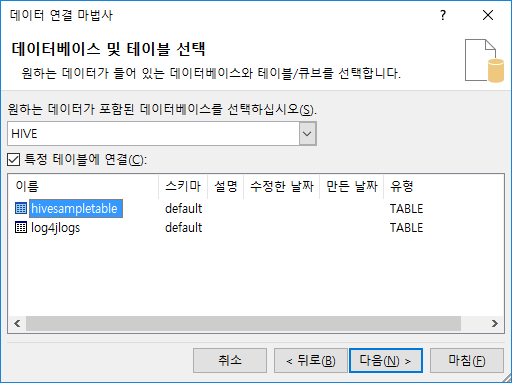 데이터 연결 마법사
데이터베이스 및 테이블 선택
원하는 데이터가 들어 있는 데이터베이스와 테이블/큐브를 선택합니다.
원하는 데이터가 포함된 데이터베이스를 선택하십시오(S).
HIVE
특정 테이블에 연결(C):
이름 스키마 설명 수정한 날짜 만든 날짜 유형
hivesampletable default TABLE
log4jlogs default TABLE
취소 < 뒤로(B) 다음(N) > 마침(F)